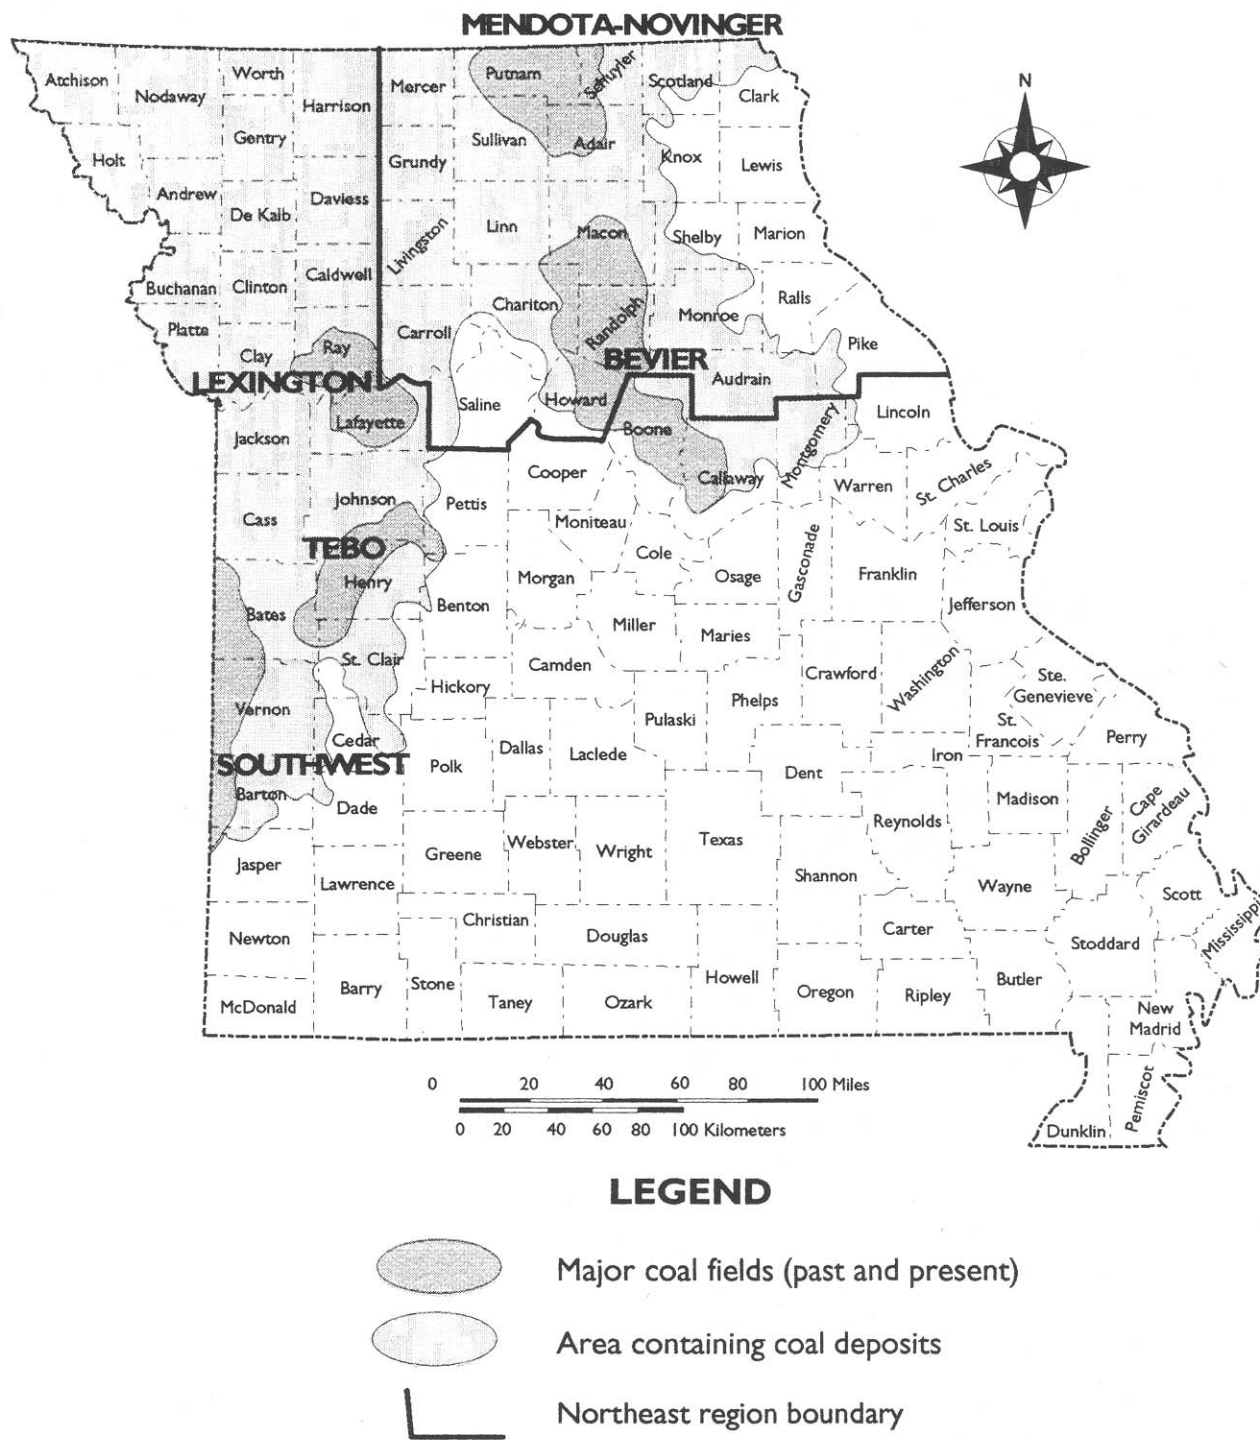 MENDOTA-NOVINGER
Atchison
Nodaway
Worth
Harrison
Mercer
Putnam
Schuyler
Scotland
Clark
N
Gentry
Holt
Andrew
De Kalb
Daviess
Grundy
Sullivan
Adair
Knox
Lewis
Livingston
Linn
Macon
Shelby
Marion
Buchanan
Clinton
Caldwell
Platte
Clay
Ray
Carroll
Chariton
Randolph
Monroe
Ralls
Pike
BEVIER
LEXINGTON
Audrain
Saline
Howard
Lafayette
Boone
Jackson
Callaway
Montgomery
Lincoln
Cooper
Johnson
Pettis
Warren
St. Charles
Cass
Moniteau
St. Louis
TEBO
Cole
Henry
Morgan
Osage
Gasconade
Franklin
Bates
Benton
Miller
Maries
Jefferson
St. Clair
Camden
Hickory
Crawford
Washington
Ste.
Genevieve
Vernon
Phelps
Pulaski
St.
Francois
Cedar
Polk
Dallas
Laclede
Iron
Perry
SOUTHWEST
Dent
Barton
Dade
Madison
Cape
Girardeau
Reynolds
Bollinger
Jasper
Greene
Webster
Wright
Texas
Shannon
Lawrence
Wayne
Scott
Christian
Newton
Douglas
Carter
Stoddard
Mississippi
McDonald
Barry
Stone
Taney
Ozark
Howell
Oregon
Ripley
Butler
New
Madrid
Pemiscot
Dunklin
0 20 40 60 80 100 Miles
0 20 40 60 80 100 Kilometers
LEGEND
Major coal fields (past and present)
Area containing coal deposits
Northeast region boundary